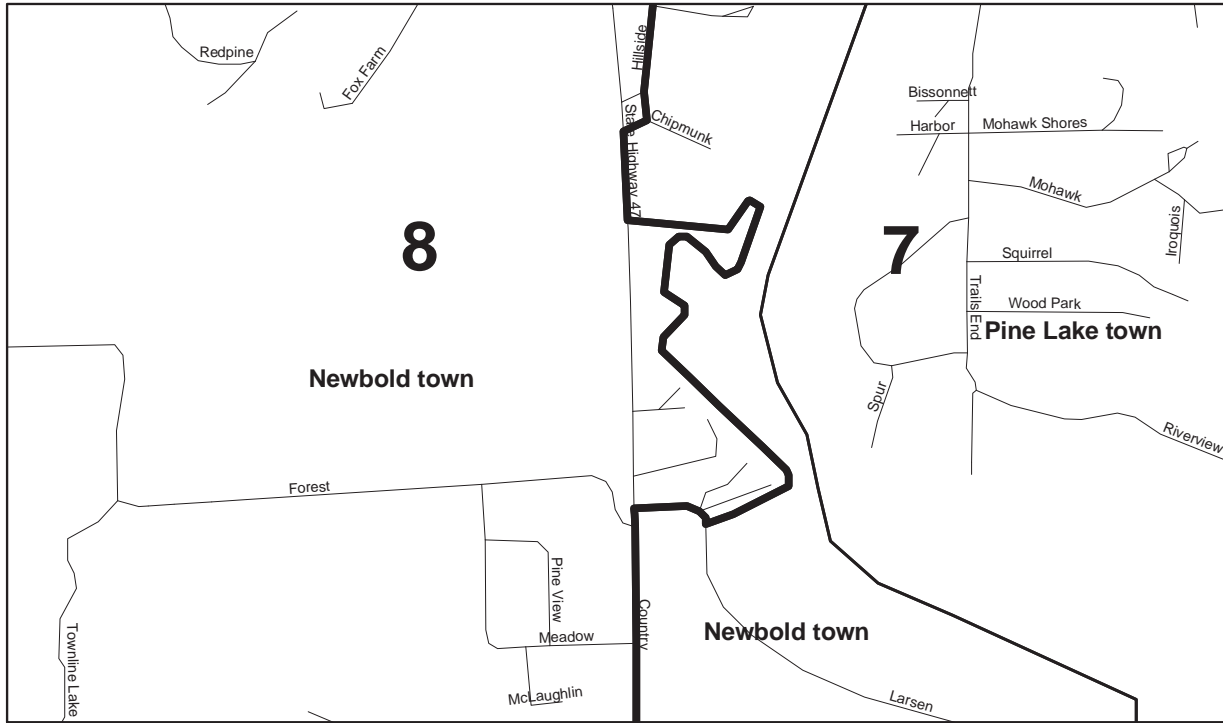 Redpine
Fox Farm
Hillside
State Highway 47
Chipmunk
Bissonnett
Harbor
Mohawk Shores
Mohawk
Iroquois
8
7
Squirrel
Trails End
Wood Park
Pine Lake town
Newbold town
Spur
Riverview
Forest
Pine View
Country
Meadow
Newbold town
Townline Lake
McLaughlin
Larsen